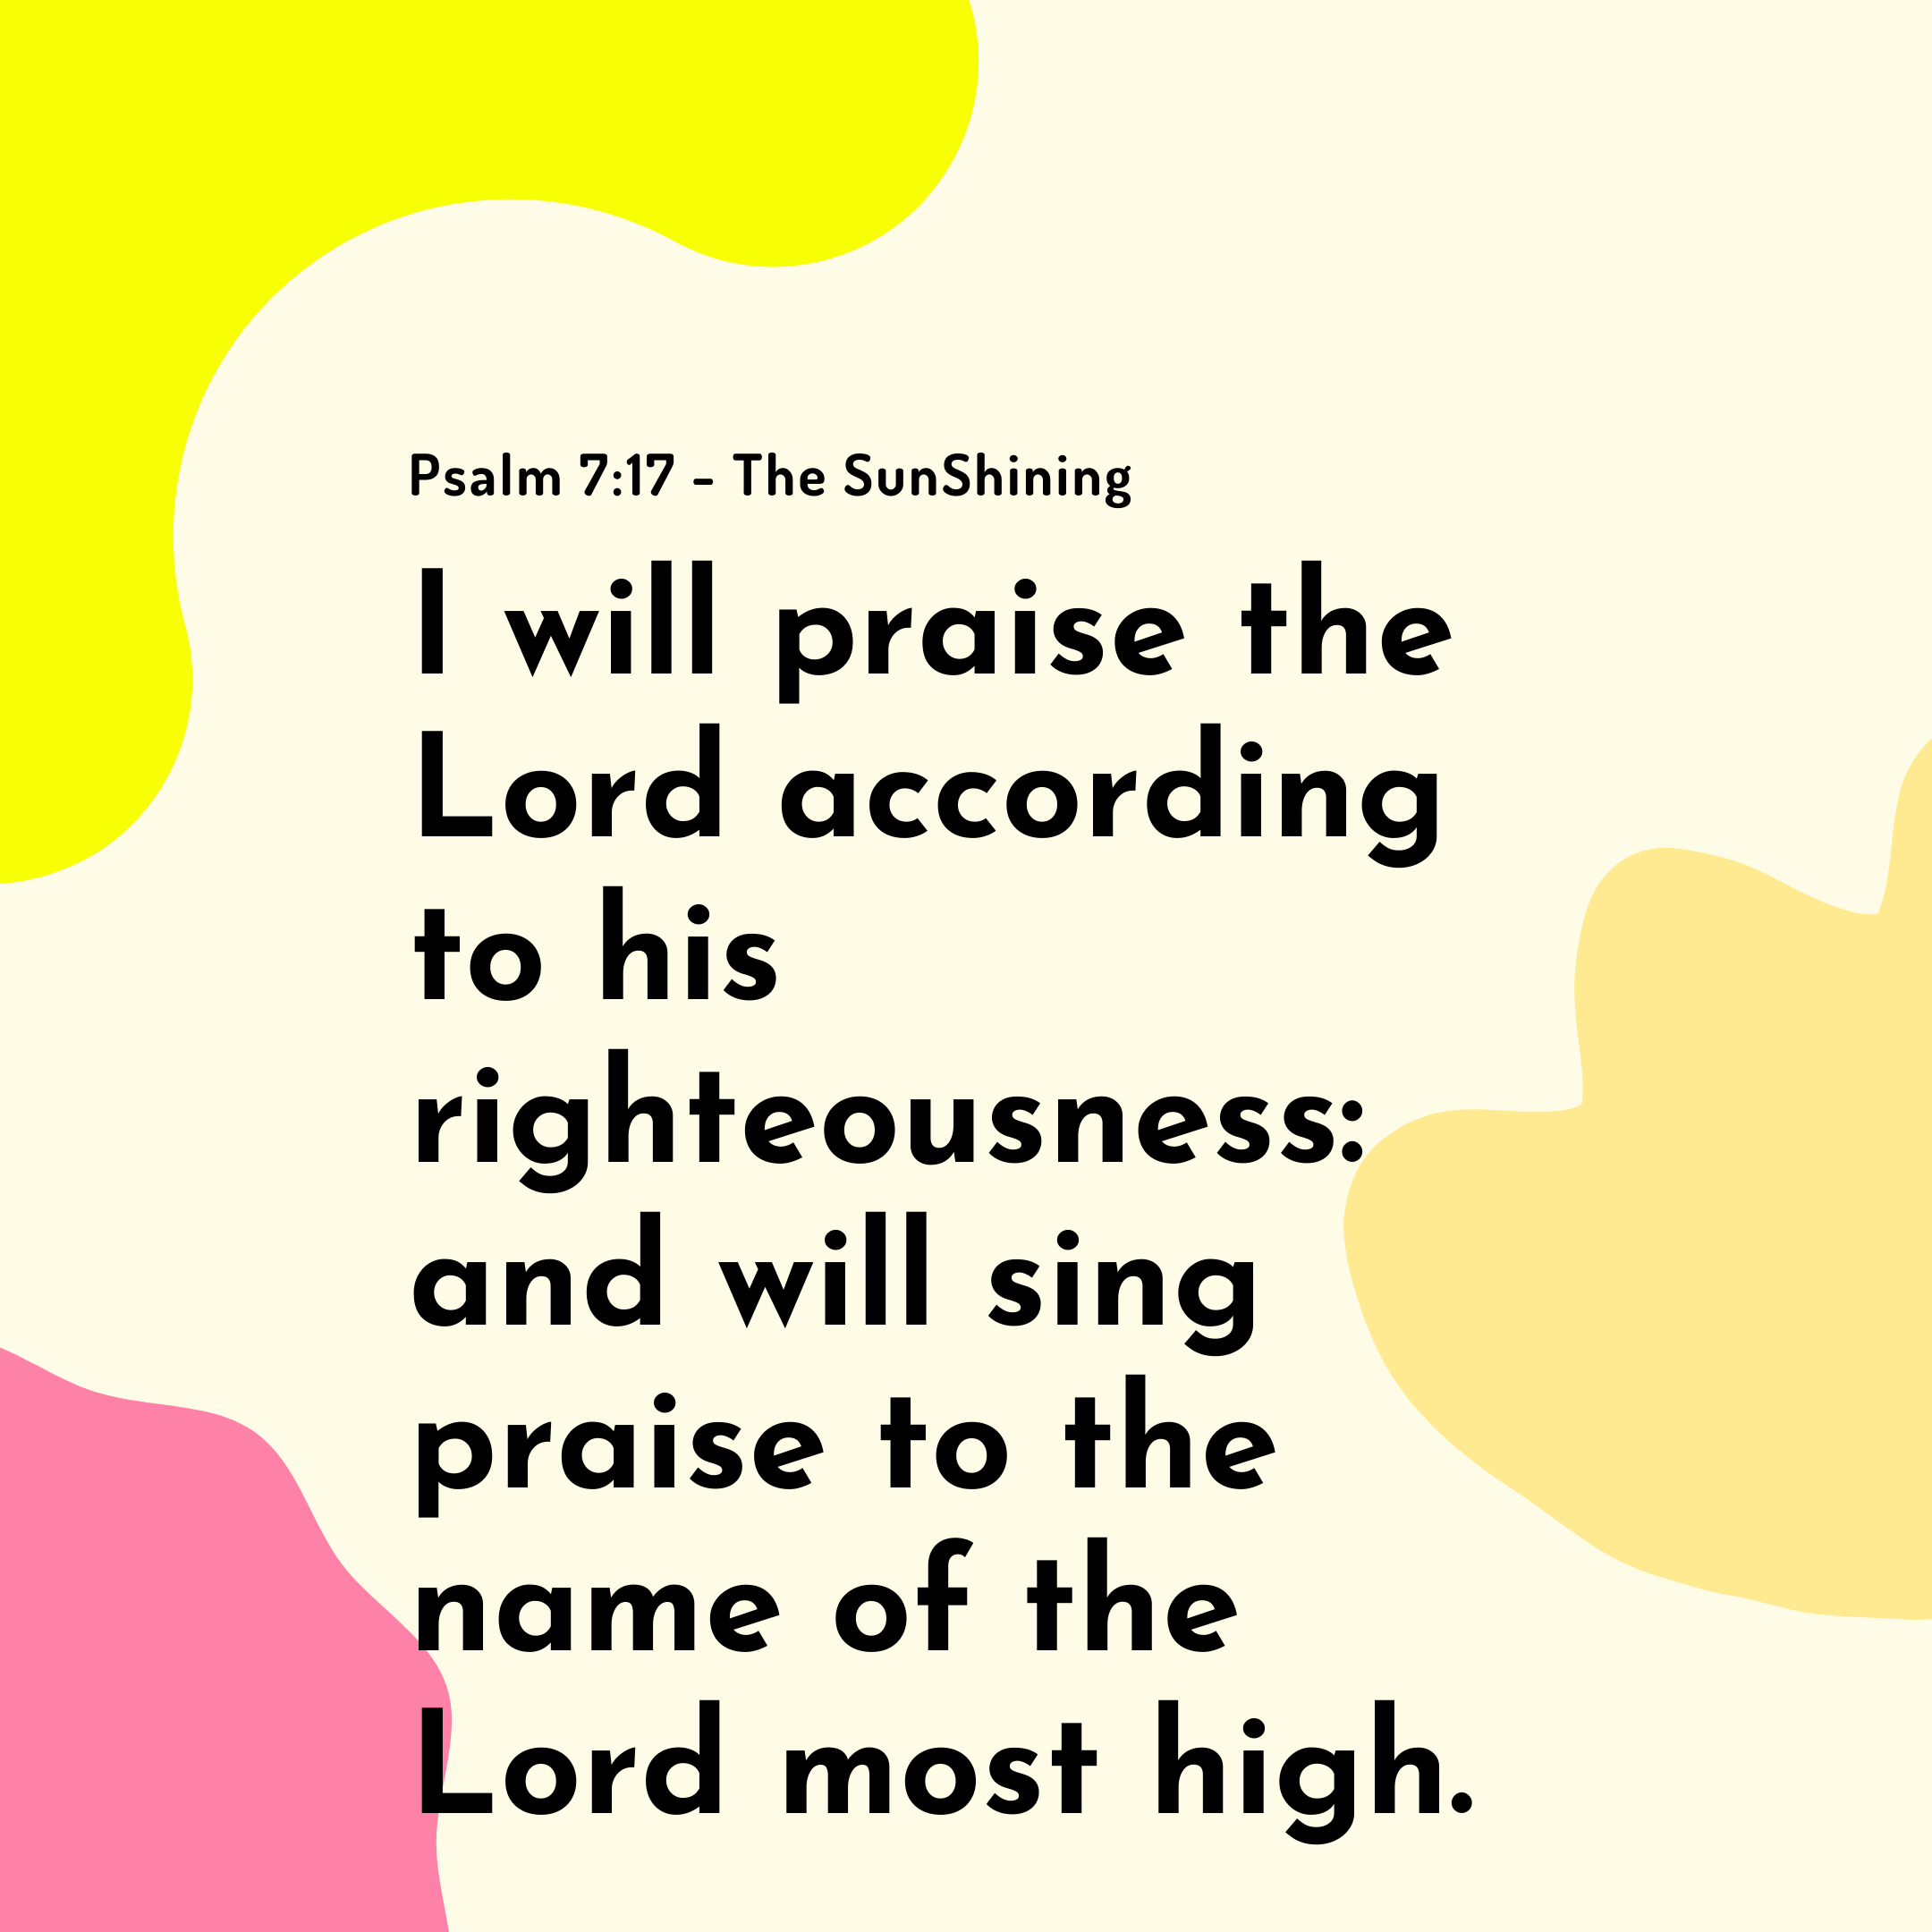 Psalm 7:17 - The SunShining
I will praise the
Lord according
to his
righteousness:
and will sing
praise to the
name of the
Lord most high.